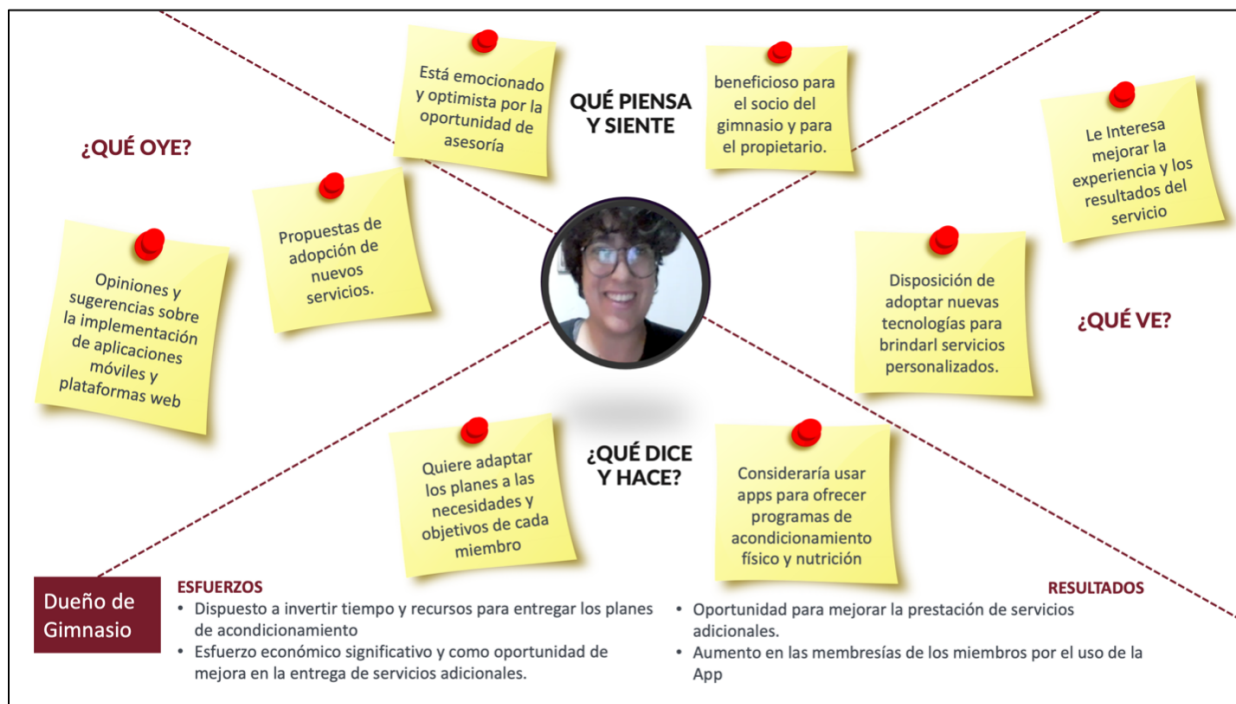 Está emocionado
y optimista por la
oportunidad de
asesoría
QUÉ PIENSA
Y SIENTE
beneficioso para
el socio del
gimnasio y para
el propietario.
¿QUÉ OYE?
Propuestas de
adopción de
nuevos
servicios.
Opiniones y
sugerencias sobre
la implementación
de aplicaciones
móviles y
plataformas web
Le Interesa
mejorar la
experiencia y los
resultados del
servicio
Disposición de
adoptar nuevas
tecnologías para
brindarl servicios
personalizados.
¿QUÉ VE?
Quiere adaptar
los planes a las
necesidades y
objetivos de cada
miembro
¿QUÉ DICE
Y HACE?
Consideraría usar
apps para ofrecer
programas de
acondicionamiento
físico y nutrición
Dueño de
Gimnasio
ESFUERZOS
• Dispuesto a invertir tiempo y recursos para entregar los planes
de acondicionamiento
• Esfuerzo económico significativo y como oportunidad de
mejora en la entrega de servicios adicionales.
RESULTADOS
• Oportunidad para mejorar la prestación de servicios
adicionales.
• Aumento en las membresías de los miembros por el uso de la
App